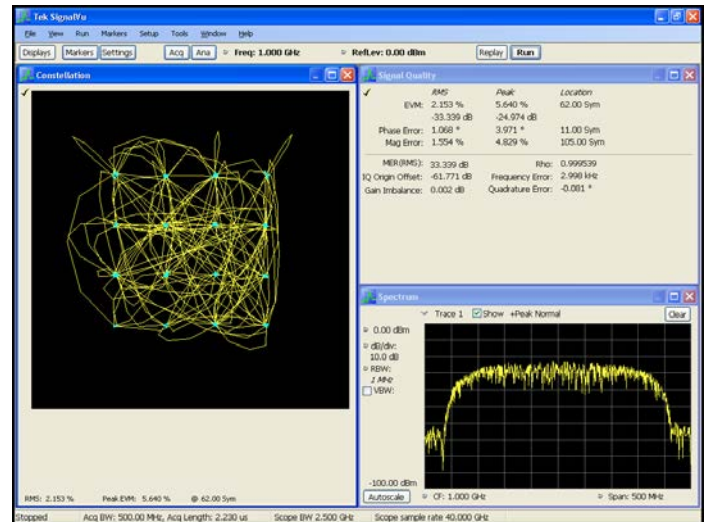 Tek SignalVu
File View Run Markers Setup Tools Window Help
Displays Markers Settings Acq Ana Freq: 1.000 GHz RefLev: 0.00 dBm Replay Run
Constellation
RMS: 2.153 % Peak EVM: 5.640 % @ 62.00 Sym
Signal Quality
RMS Peak Location
EVM: 2.153 % 5.640 % 62.00 Sym
-33.339 dB -24.974 dB
Phase Error: 1.068 ° 3.971 ° 11.00 Sym
Mag Error: 1.554 % 4.829 % 105.00 Sym
MER(RMS): 33.339 dB Rho: 0.999539
IQ Origin Offset: -61.771 dB Frequency Error: 2.998 kHz
Gain Imbalance: 0.002 dB Quadrature Error: -0.081 °
Spectrum
Trace 1 Show +Peak Normal Clear
0.00 dBm
dB/div:
10.0 dB
RBW:
1 MHz
VBW:
-100.00 dBm
Autoscale CF: 1.000 GHz Span: 500 MHz
Stopped Acq BW: 500.00 MHz, Acq Length: 2.230 us Scope BW 2.500 GHz Scope sample rate 40.000 GHz